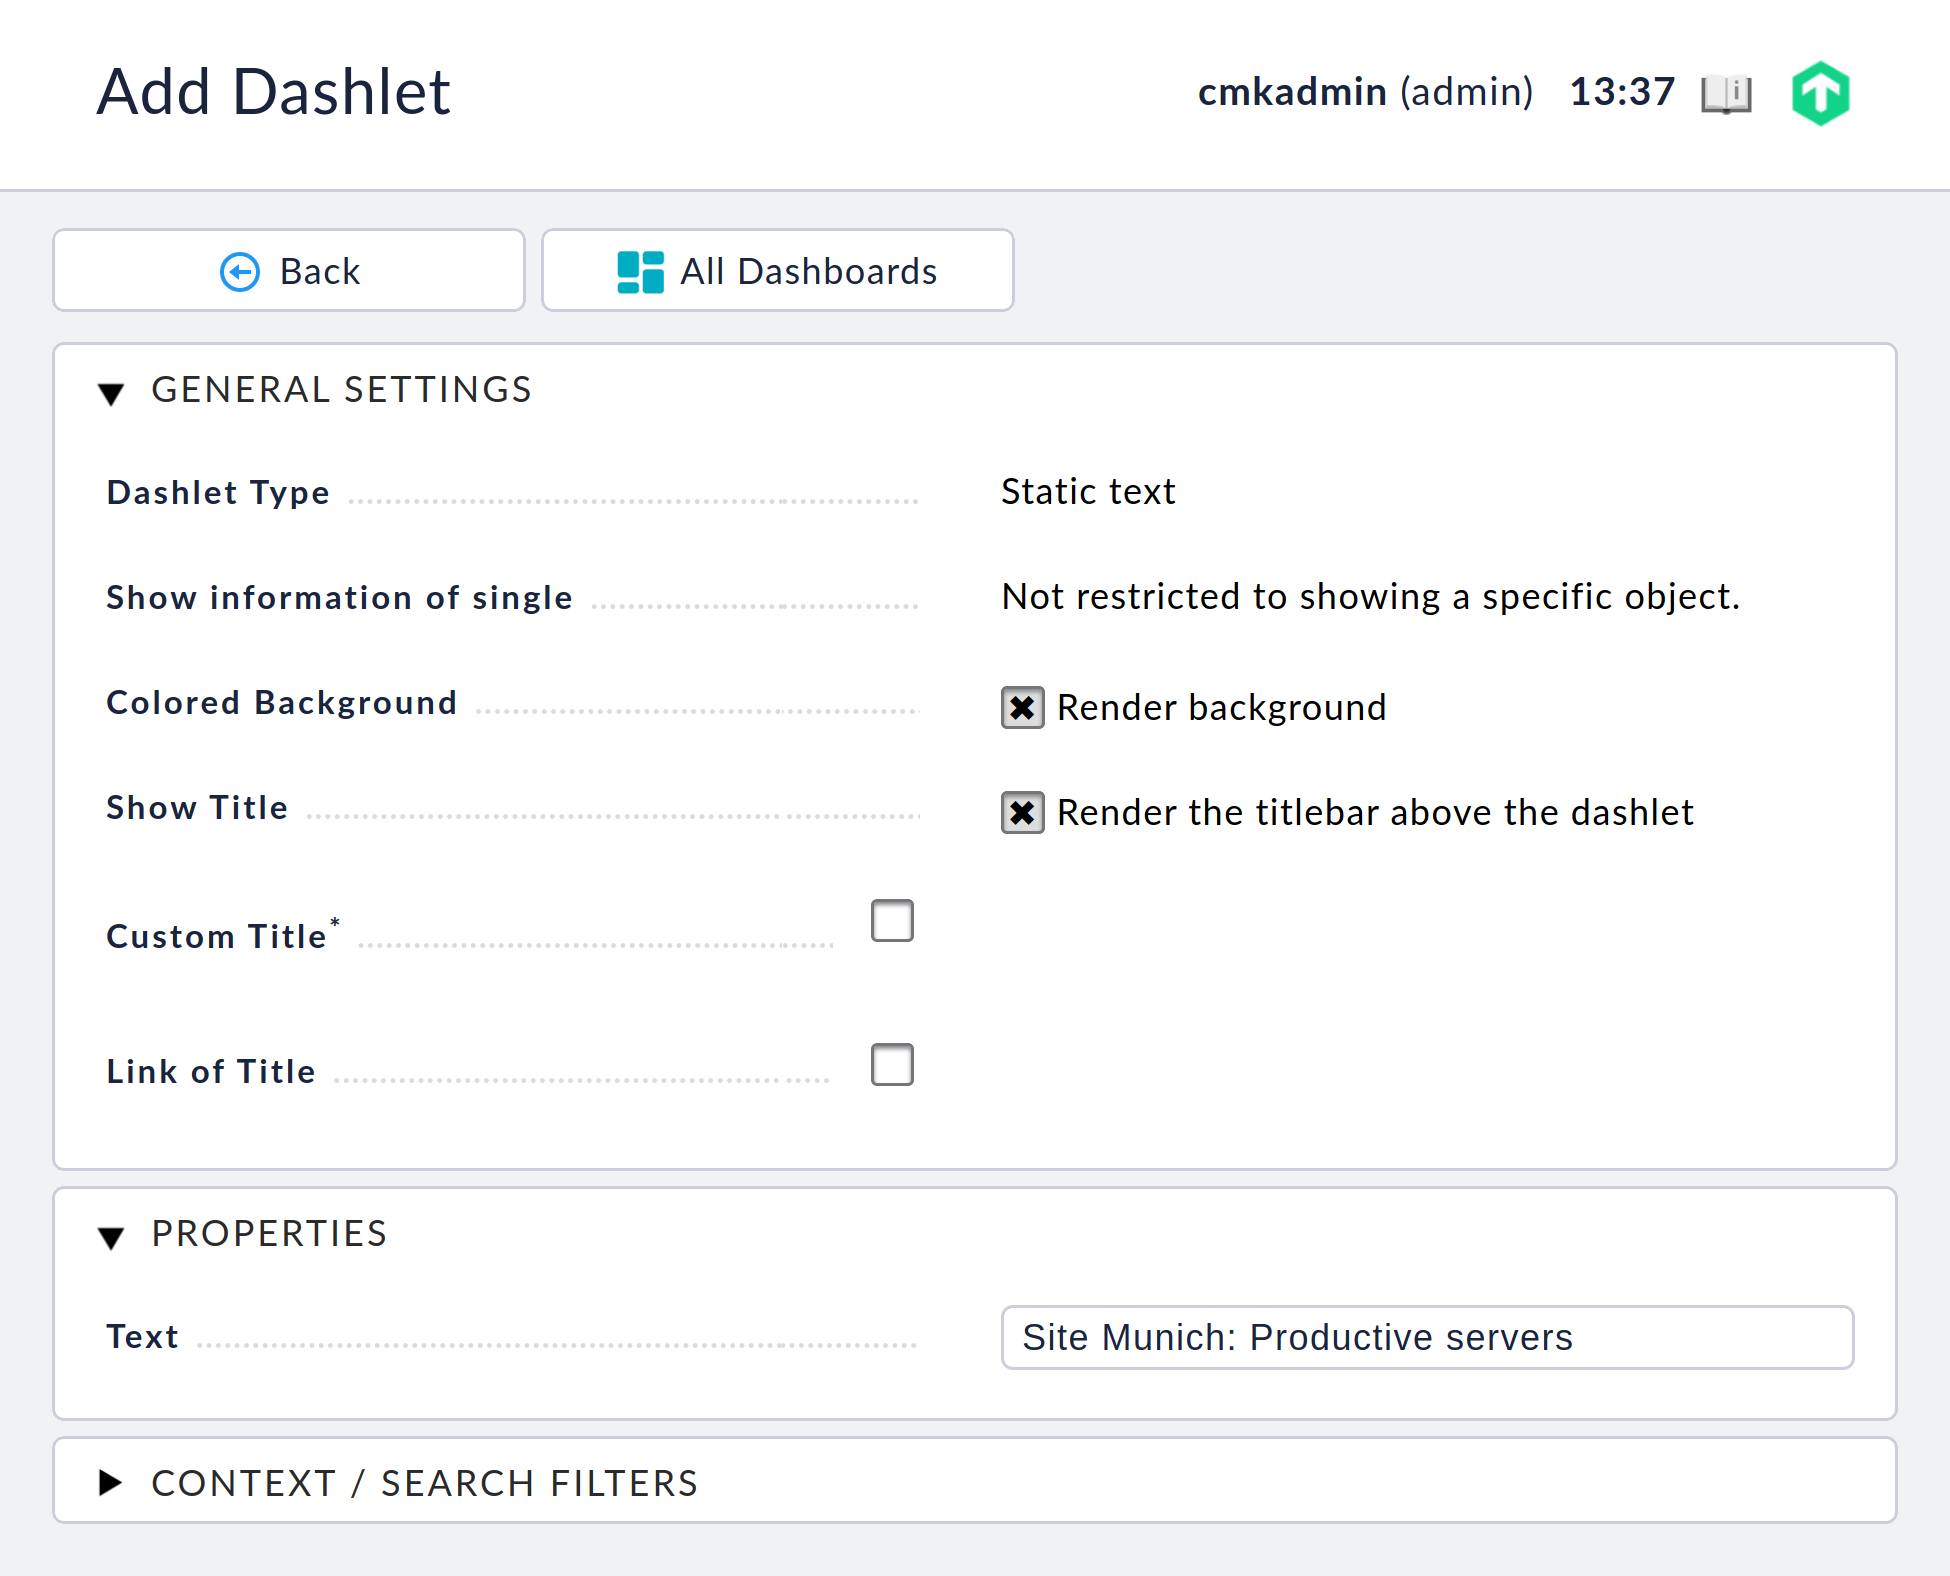 Add Dashlet cmkadmin (admin) 13:37
Back All Dashboards
GENERAL SETTINGS
Dashlet Type Static text
Show information of single Not restricted to showing a specific object.
Colored Background Render background
Show Title Render the titlebar above the dashlet
Custom Title*
Link of Title
PROPERTIES
Text Site Munich: Productive servers
CONTEXT / SEARCH FILTERS